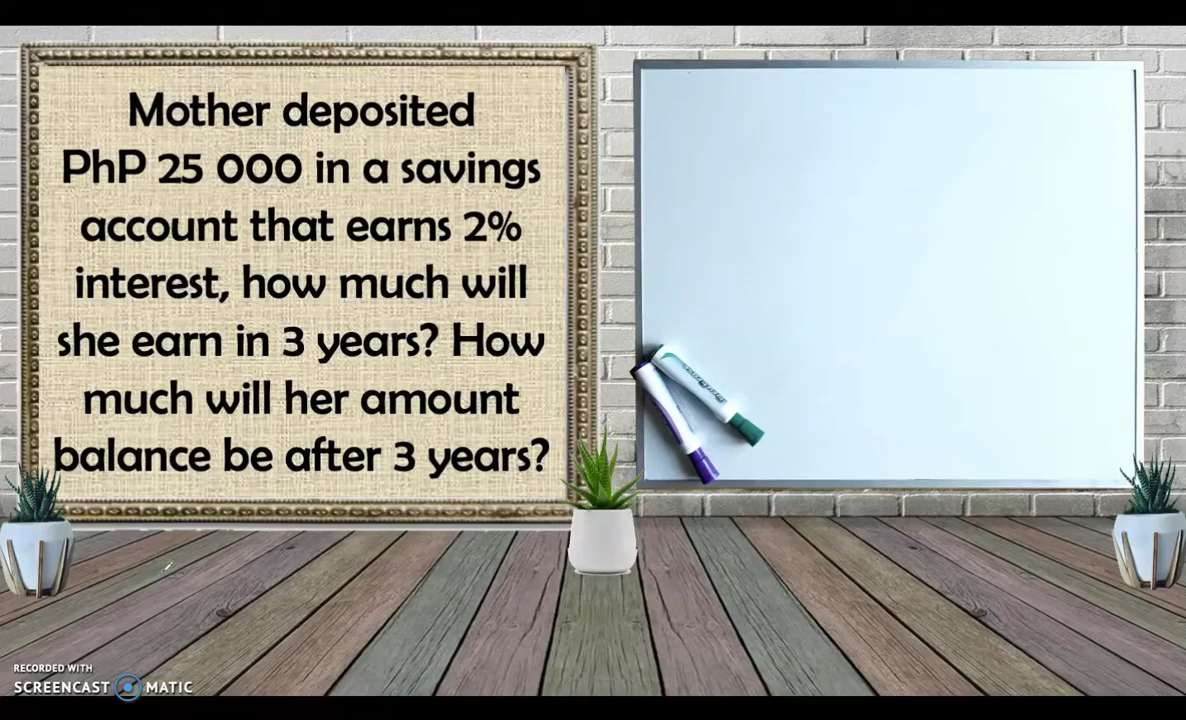 Mother deposited
PhP 25 000 in a savings
account that earns 2%
interest, how much will
she earn in 3 years? How
much will her amount
balance be after 3 years?
RECORDED WITH
SCREENCAST MATIC